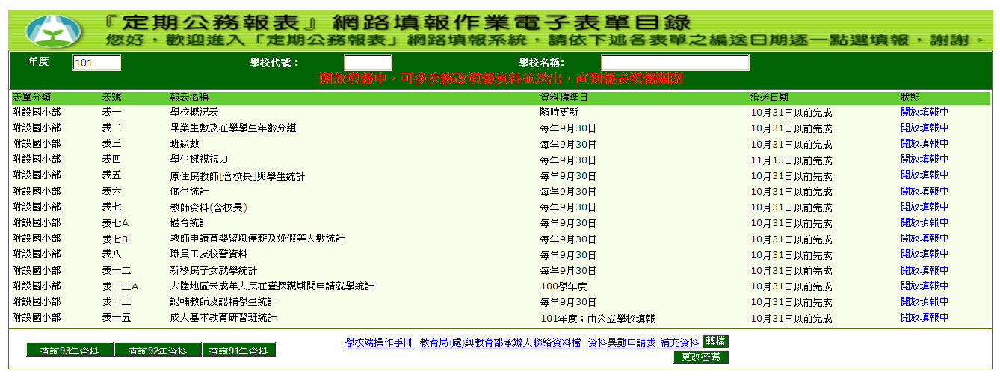 『定期公務報表』網路填報作業電子表單目錄
您好，歡迎進入「定期公務報表」網路填報系統，請依下述各表單之編送日期逐一點選填報，謝謝。
年度 101 學校代號： 學校名稱:
開放填報中，可多次修改填報資料並送出，直到報表填報關閉
表單分類 表號 報表名稱 資料標準日 編送日期 狀態
附設國小部 表一 學校概況表 隨時更新 10月31日以前完成 開放填報中
附設國小部 表二 畢業生數及在學學生年齡分組 每年9月30日 10月31日以前完成 開放填報中
附設國小部 表三 班級數 每年9月30日 10月31日以前完成 開放填報中
附設國小部 表四 學生裸視視力 每年9月30日 11月15日以前完成 開放填報中
附設國小部 表五 原住民教師[含校長]與學生統計 每年9月30日 10月31日以前完成 開放填報中
附設國小部 表六 僑生統計 每年9月30日 10月31日以前完成 開放填報中
附設國小部 表七 教師資料(含校長) 每年9月30日 10月31日以前完成 開放填報中
附設國小部 表七A 體育統計 每年9月30日 10月31日以前完成 開放填報中
附設國小部 表七B 教師申請育嬰留職停薪及娩假等人數統計 每年9月30日 10月31日以前完成 開放填報中
附設國小部 表八 職員工友校警資料 每年9月30日 10月31日以前完成 開放填報中
附設國小部 表十二 新移民子女就學統計 每年9月30日 10月31日以前完成 開放填報中
附設國小部 表十二A 大陸地區未成年人民在臺探親期間申請就學統計 100學年度 10月31日以前完成 開放填報中
附設國小部 表十三 認輔教師及認輔學生統計 每年9月30日 10月31日以前完成 開放填報中
附設國小部 表十五 成人基本教育研習班統計 101年度；由公立學校填報 10月31日以前完成 開放填報中
查詢93年資料 查詢92年資料 查詢91年資料 學校端操作手冊 教育局(處)與教育部承辦人聯絡資料檔 資料異動申請表 補充資料 轉檔
更改密碼